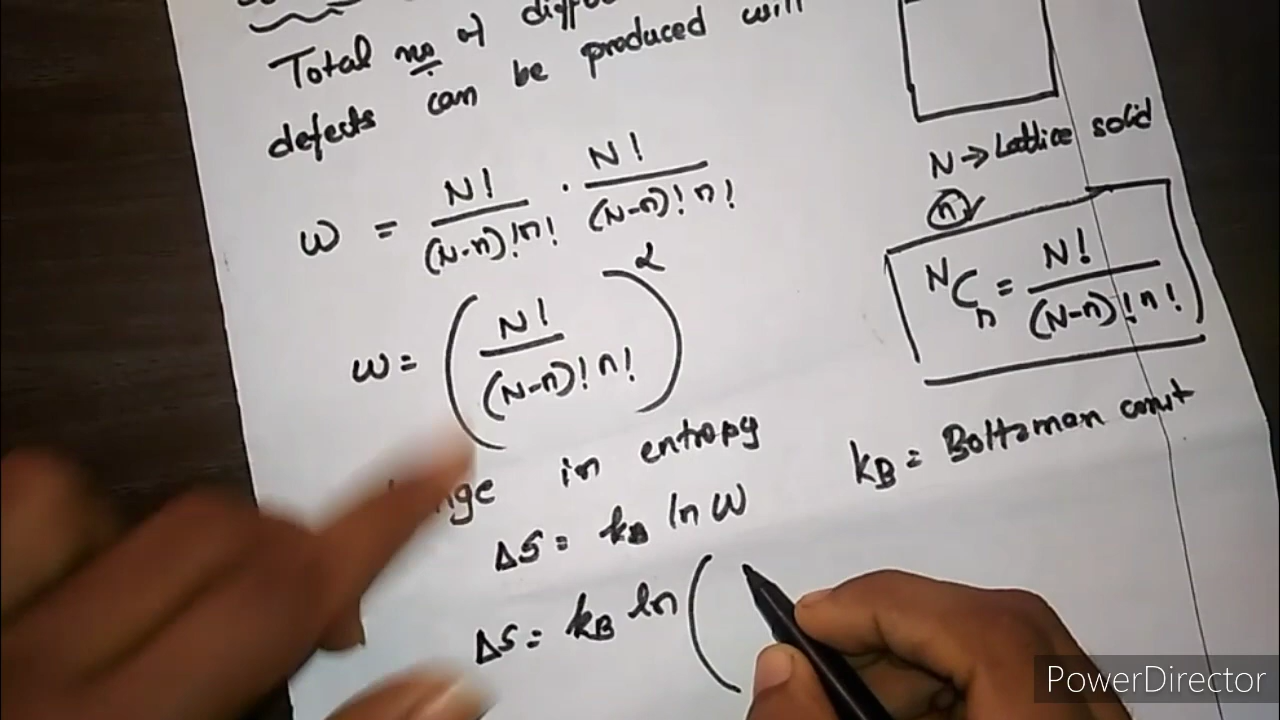 Total no of
defects can be produced will
ω = N! / (N-n)! n! . N! / (N-n)! n!
ω = ( N! / (N-n)! n! )²
in entropy
ΔS = kB ln ω
ΔS = kB ln (
N → Lattice solid
n
NCn = N! / (N-n)! n!
kB = Boltzman const
PowerDirector